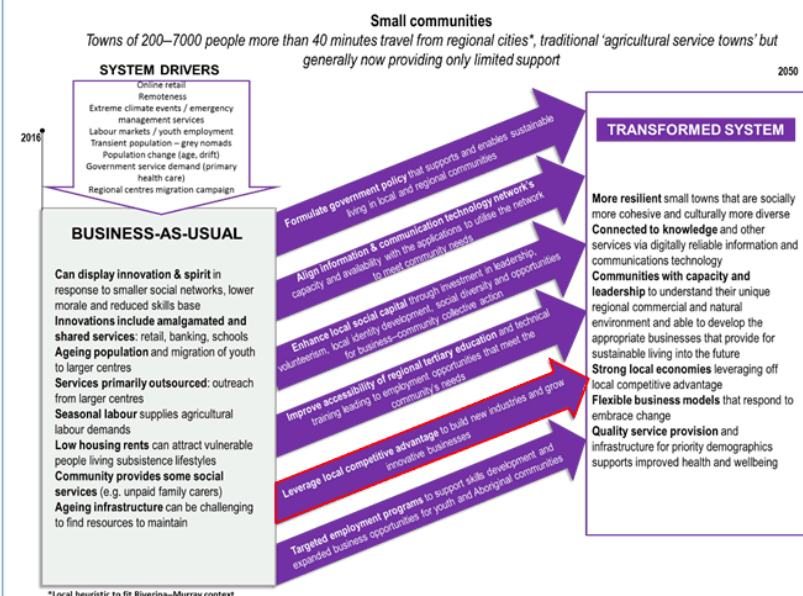 Small communities
Towns of 200–7000 people more than 40 minutes travel from regional cities*, traditional ‘agricultural service towns’ but
generally now providing only limited support
SYSTEM DRIVERS
Online retail
Remoteness
Extreme climate events / emergency
management services
Labour markets / youth employment
Transient population – grey nomads
Population change (age, drift)
Government service demand (primary
health care)
Regional centres migration campaign
2016
BUSINESS-AS-USUAL
Can display innovation & spirit in
response to smaller social networks, lower
morale and reduced skills base
Innovations include amalgamated and
shared services: retail, banking, schools
Ageing population and migration of youth
to larger centres
Services primarily outsourced: outreach
from larger centres
Seasonal labour supplies agricultural
labour demands
Low housing rents can attract vulnerable
people living subsistence lifestyles
Community provides some social
services (e.g. unpaid family carers)
Ageing infrastructure can be challenging
to find resources to maintain
Formulate government policy that supports and enables sustainable
living in local and regional communities
Align information & communication technology network's
capacity and availability with the applications to utilise the network
to meet community needs
Enhance local social capital through investment in leadership,
volunteerism, local identity development, social diversity and opportunities
for business–community collective action
Improve accessibility of regional tertiary education and technical
training leading to employment opportunities that meet the
community's needs
Leverage local competitive advantage to build new industries and grow
innovative businesses
Targeted employment programs to support skills development and
expanded business opportunities for youth and Aboriginal communities
2050
TRANSFORMED SYSTEM
More resilient small towns that are socially
more cohesive and culturally more diverse
Connected to knowledge and other
services via digitally reliable information and
communications technology
Communities with capacity and
leadership to understand their unique
regional commercial and natural
environment and able to develop the
appropriate businesses that provide for
sustainable living into the future
Strong local economies leveraging off
local competitive advantage
Flexible business models that respond to
embrace change
Quality service provision and
infrastructure for priority demographics
supports improved health and wellbeing
*Local heuristic to fit Riverina–Murray context